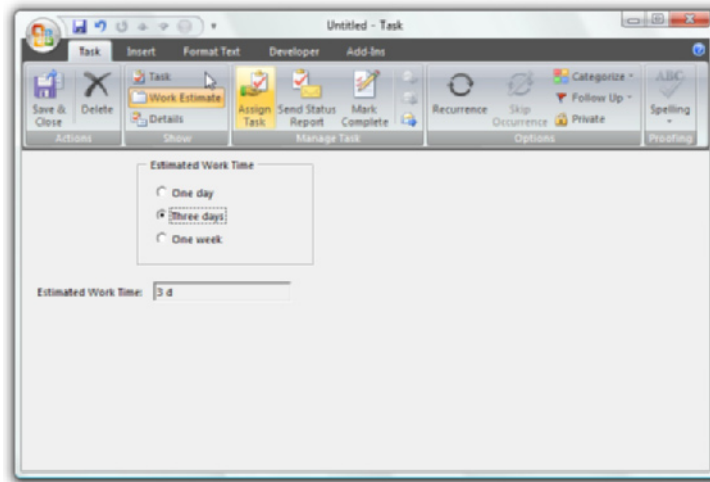 Untitled - Task
Task Insert Format Text Developer Add-Ins
Save & Close
Delete
Actions
Task
Work Estimate
Details
Show
Assign Task
Send Status Report
Mark Complete
Manage Task
Recurrence
Skip Occurrence
Categorize
Follow Up
Private
Options
ABC
Spelling
Proofing
Estimated Work Time
One day
Three days
One week
Estimated Work Time: 3 d